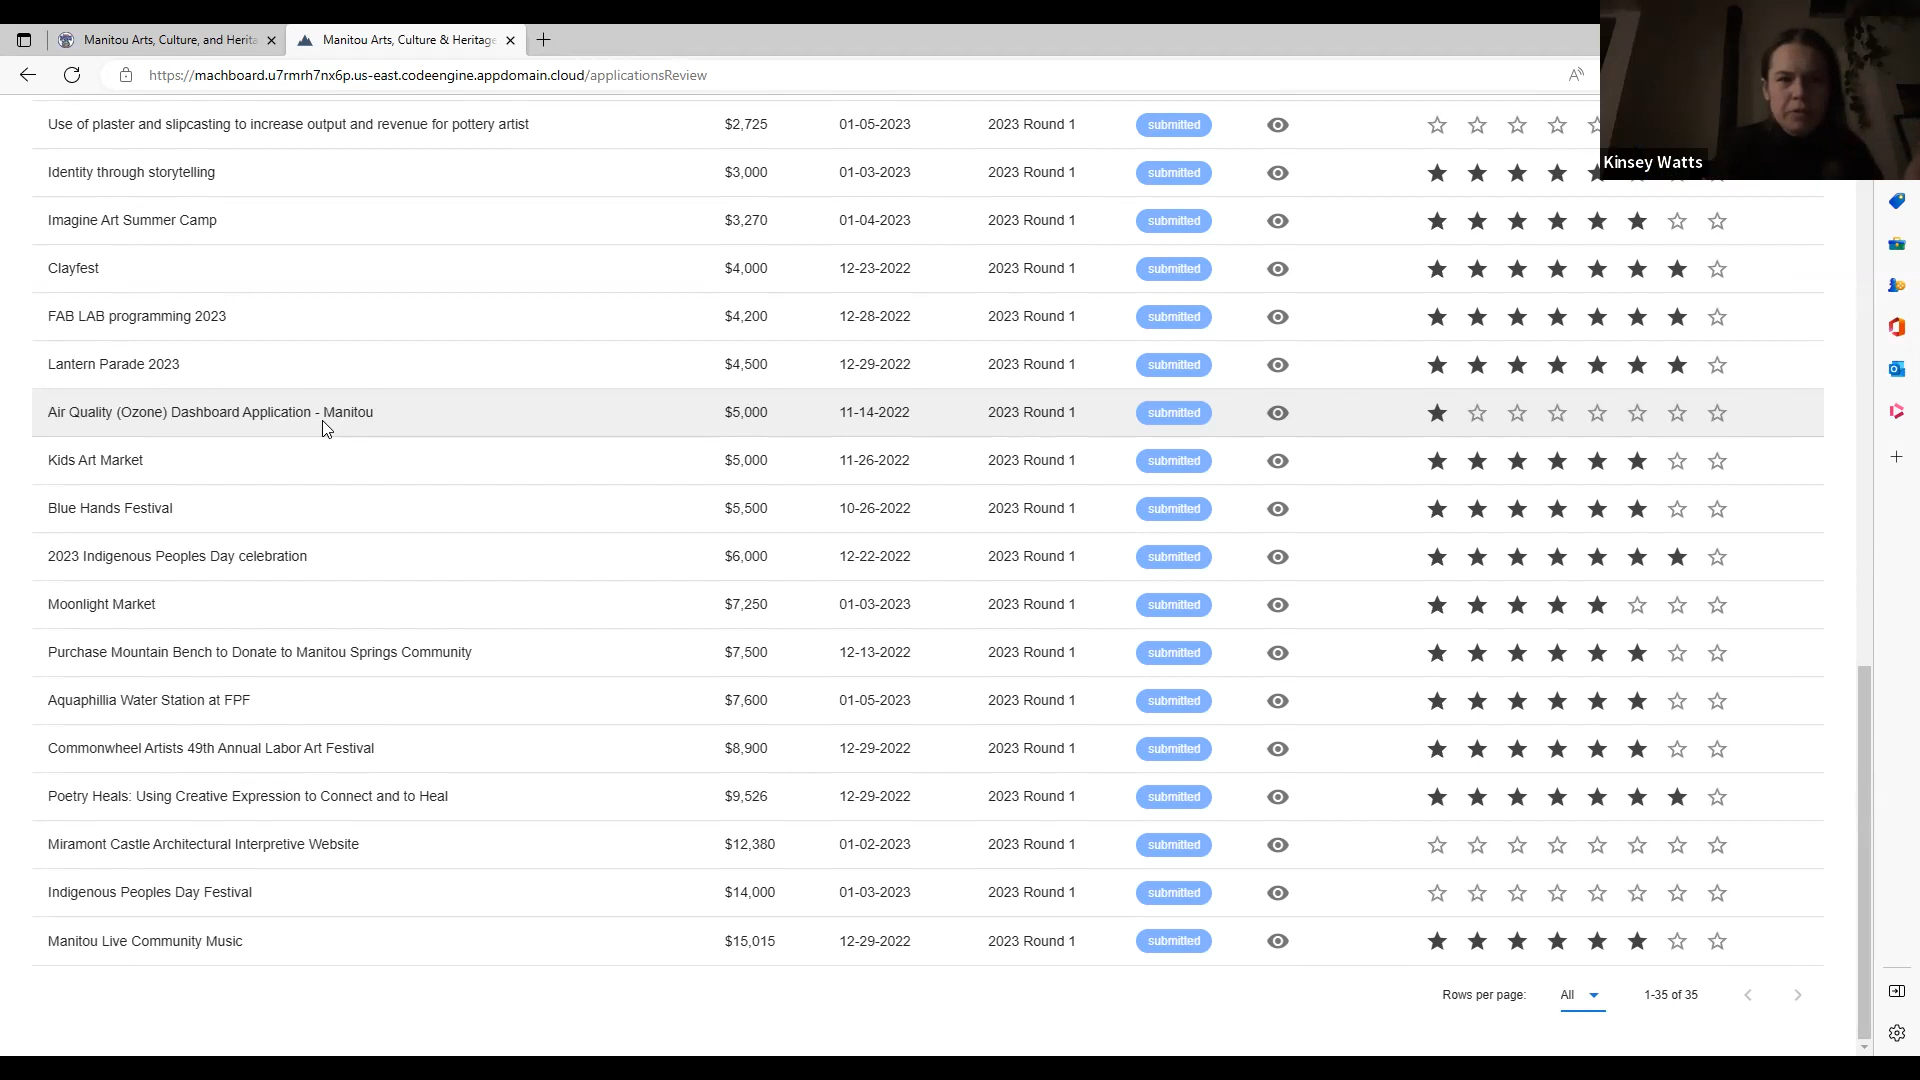 Manitou Arts, Culture, and Herita
Manitou Arts, Culture & Heritage
https://machboard.u7rmrh7nx6p.us-east.codeengine.appdomain.cloud/applicationsReview
Kinsey Watts
Use of plaster and slipcasting to increase output and revenue for pottery artist $2,725 01-05-2023 2023 Round 1 submitted
Identity through storytelling $3,000 01-03-2023 2023 Round 1 submitted
Imagine Art Summer Camp $3,270 01-04-2023 2023 Round 1 submitted
Clayfest $4,000 12-23-2022 2023 Round 1 submitted
FAB LAB programming 2023 $4,200 12-28-2022 2023 Round 1 submitted
Lantern Parade 2023 $4,500 12-29-2022 2023 Round 1 submitted
Air Quality (Ozone) Dashboard Application - Manitou $5,000 11-14-2022 2023 Round 1 submitted
Kids Art Market $5,000 11-26-2022 2023 Round 1 submitted
Blue Hands Festival $5,500 10-26-2022 2023 Round 1 submitted
2023 Indigenous Peoples Day celebration $6,000 12-22-2022 2023 Round 1 submitted
Moonlight Market $7,250 01-03-2023 2023 Round 1 submitted
Purchase Mountain Bench to Donate to Manitou Springs Community $7,500 12-13-2022 2023 Round 1 submitted
Aquaphillia Water Station at FPF $7,600 01-05-2023 2023 Round 1 submitted
Commonwheel Artists 49th Annual Labor Art Festival $8,900 12-29-2022 2023 Round 1 submitted
Poetry Heals: Using Creative Expression to Connect and to Heal $9,526 12-29-2022 2023 Round 1 submitted
Miramont Castle Architectural Interpretive Website $12,380 01-02-2023 2023 Round 1 submitted
Indigenous Peoples Day Festival $14,000 01-03-2023 2023 Round 1 submitted
Manitou Live Community Music $15,015 12-29-2022 2023 Round 1 submitted
Rows per page: All 1-35 of 35